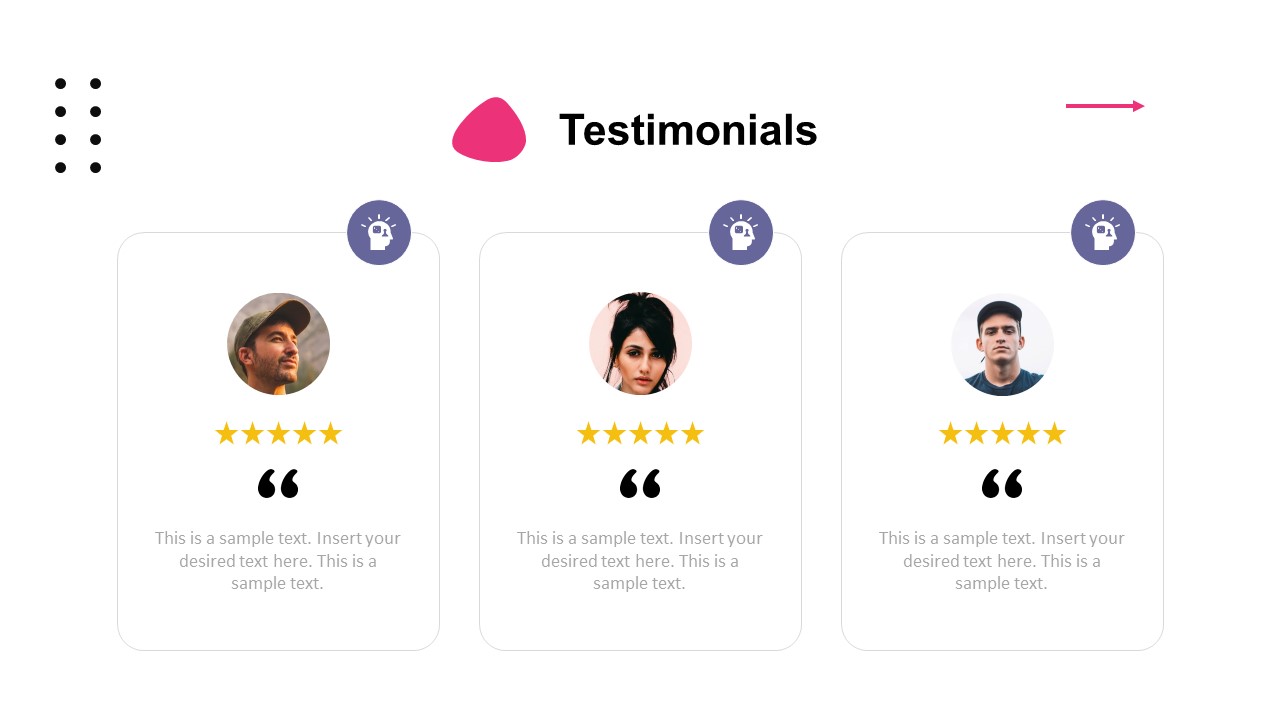 Testimonials
“
This is a sample text. Insert your
desired text here. This is a
sample text.
“
This is a sample text. Insert your
desired text here. This is a
sample text.
“
This is a sample text. Insert your
desired text here. This is a
sample text.